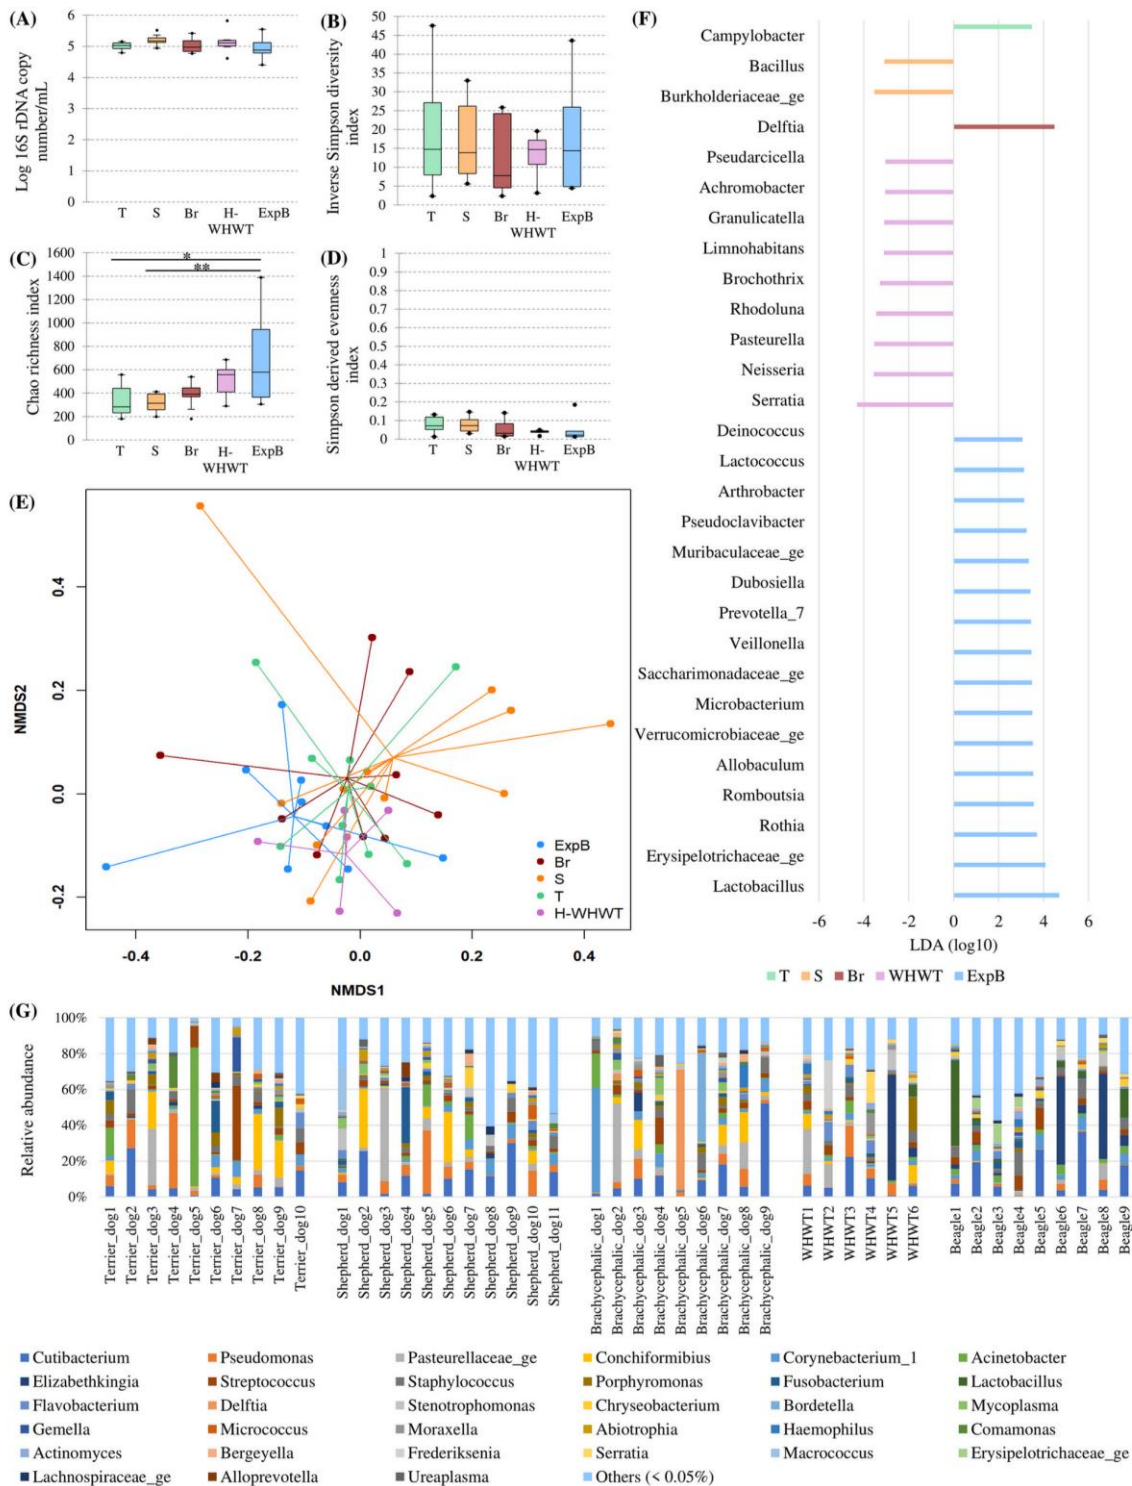 (A)
Log 16S rDNA copy
number/mL
6
5
4
3
2
1
0
T
S
Br
H-
WHWT
ExpB
(B)
Inverse Simpson diversity
index
50
45
40
35
30
25
20
15
10
5
0
T
S
Br
H-
WHWT
ExpB
(C)
Chao richness index
1600
1400
1200
1000
800
600
400
200
0
*
**
T
S
Br
H-
WHWT
ExpB
(D)
Simpson derived evenness
index
1
0.9
0.8
0.7
0.6
0.5
0.4
0.3
0.2
0.1
0
T
S
Br
H-
WHWT
ExpB
(E)
NMDS2
0.4
0.2
0.0
-0.2
-0.4
-0.2
0.0
0.2
0.4
NMDS1
ExpB
Br
S
T
H-WHWT
(F)
Campylobacter
Bacillus
Burkholderiaceae_ge
Delftia
Pseudarcicella
Achromobacter
Granulicatella
Limnohabitans
Brochothrix
Rhodoluna
Pasteurella
Neisseria
Serratia
Deinococcus
Lactococcus
Arthrobacter
Pseudoclavibacter
Muribaculaceae_ge
Dubosiella
Prevotella_7
Veillonella
Saccharimonadaceae_ge
Microbacterium
Verrucomicrobiaceae_ge
Allobaculum
Romboutsia
Rothia
Erysipelotrichaceae_ge
Lactobacillus
-6 -4 -2 0 2 4 6
LDA (log10)
T S Br WHWT ExpB
(G)
Relative abundance
100%
80%
60%
40%
20%
0%
Terrier_dog1
Terrier_dog2
Terrier_dog3
Terrier_dog4
Terrier_dog5
Terrier_dog6
Terrier_dog7
Terrier_dog8
Terrier_dog9
Terrier_dog10
Shepherd_dog1
Shepherd_dog2
Shepherd_dog3
Shepherd_dog4
Shepherd_dog5
Shepherd_dog6
Shepherd_dog7
Shepherd_dog8
Shepherd_dog9
Shepherd_dog10
Shepherd_dog11
Brachycephalic_dog1
Brachycephalic_dog2
Brachycephalic_dog3
Brachycephalic_dog4
Brachycephalic_dog5
Brachycephalic_dog6
Brachycephalic_dog7
Brachycephalic_dog8
Brachycephalic_dog9
WHWT1
WHWT2
WHWT3
WHWT4
WHWT5
WHWT6
Beagle1
Beagle2
Beagle3
Beagle4
Beagle5
Beagle6
Beagle7
Beagle8
Beagle9
Cutibacterium Pseudomonas Pasteurellaceae_ge Conchiformibius Corynebacterium_1 Acinetobacter
Elizabethkingia Streptococcus Staphylococcus Porphyromonas Fusobacterium Lactobacillus
Flavobacterium Delftia Stenotrophomonas Chryseobacterium Bordetella Mycoplasma
Gemella Micrococcus Moraxella Abiotrophia Haemophilus Comamonas
Actinomyces Bergeyella Frederiksenia Serratia Macrococcus Erysipelotrichaceae_ge
Lachnospiraceae_ge Alloprevotella Ureaplasma Others (< 0.05%)